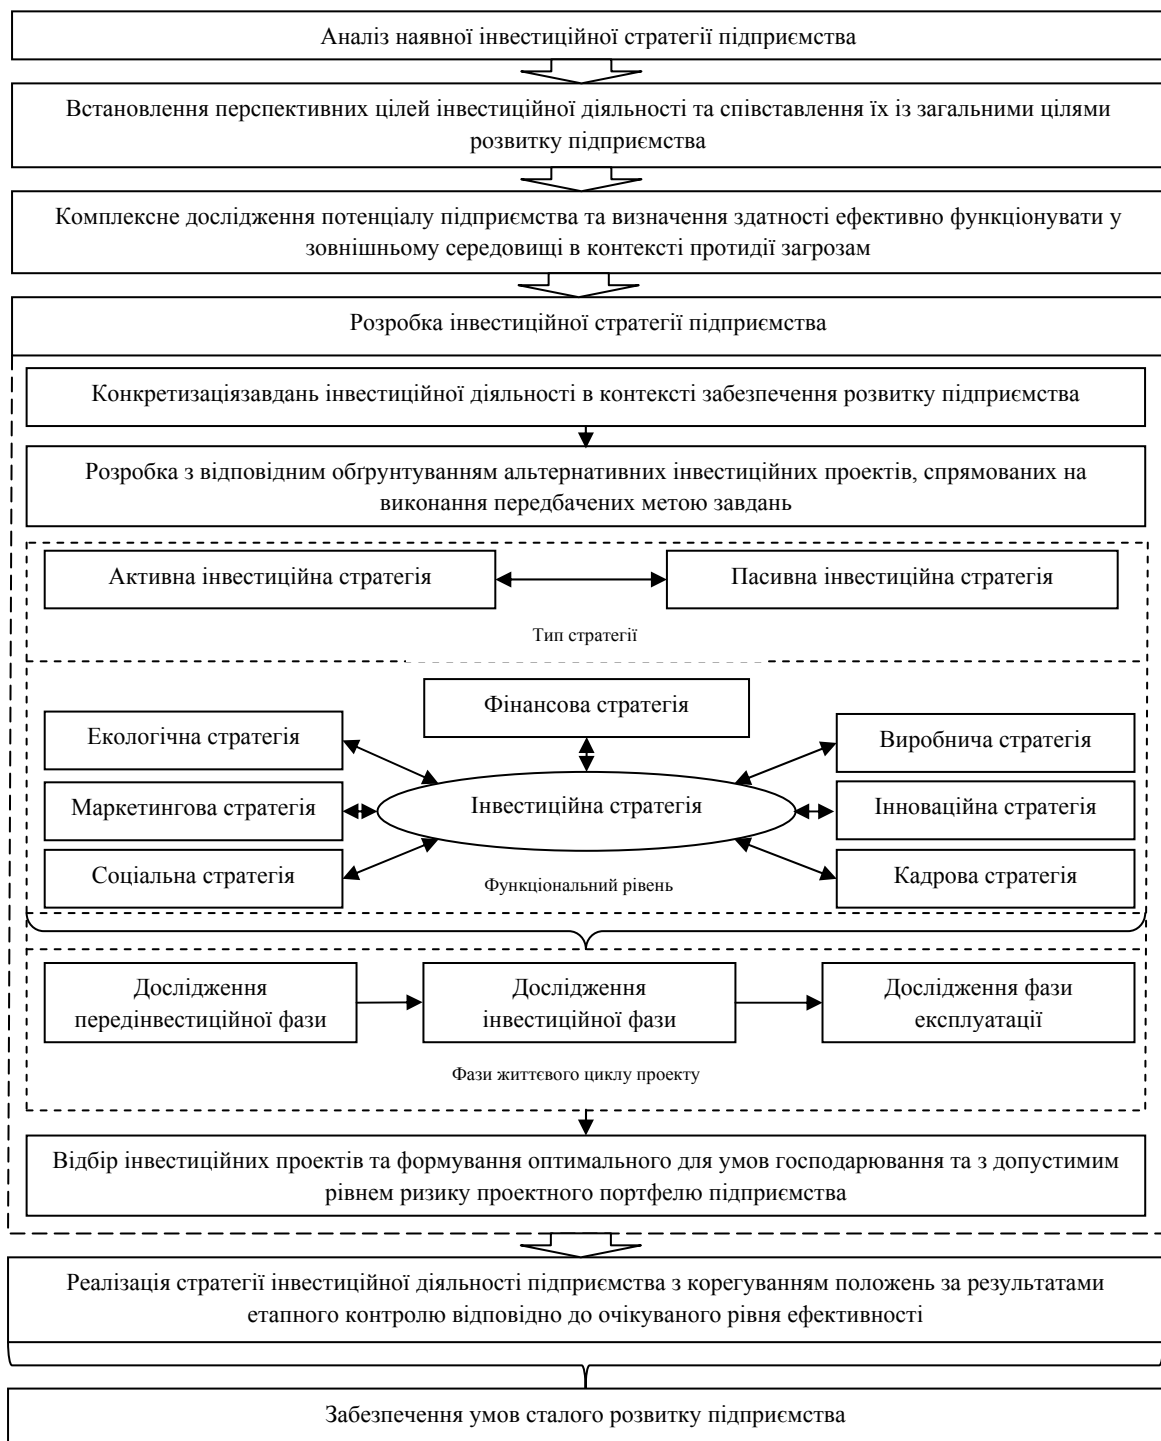 Аналіз наявної інвестиційної стратегії підприємства
Встановлення перспективних цілей інвестиційної діяльності та співставлення їх із загальними цілями
розвитку підприємства
Комплексне дослідження потенціалу підприємства та визначення здатності ефективно функціонувати у
зовнішньому середовищі в контексті протидії загрозам
Розробка інвестиційної стратегії підприємства
Конкретизаціязавдань інвестиційної діяльності в контексті забезпечення розвитку підприємства
Розробка з відповідним обґрунтуванням альтернативних інвестиційних проектів, спрямованих на
виконання передбачених метою завдань
Активна інвестиційна стратегія
Пасивна інвестиційна стратегія
Тип стратегії
Фінансова стратегія
Екологічна стратегія
Виробнича стратегія
Маркетингова стратегія
Інвестиційна стратегія
Інноваційна стратегія
Соціальна стратегія
Функціональний рівень
Кадрова стратегія
Дослідження
передінвестиційної фази
Дослідження
інвестиційної фази
Дослідження фази
експлуатації
Фази життєвого циклу проекту
Відбір інвестиційних проектів та формування оптимального для умов господарювання та з допустимим
рівнем ризику проектного портфелю підприємства
Реалізація стратегії інвестиційної діяльності підприємства з корегуванням положень за результатами
етапного контролю відповідно до очікуваного рівня ефективності
Забезпечення умов сталого розвитку підприємства